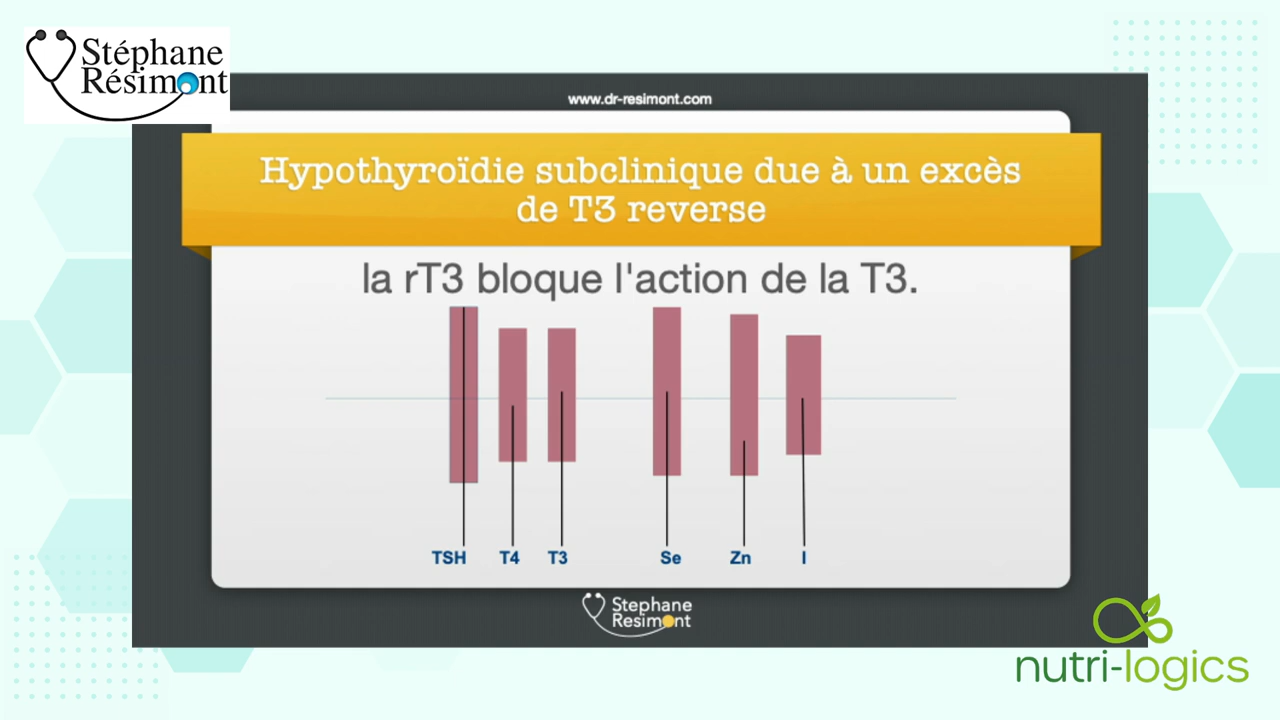 Stéphane
Résimont
www.dr-resimont.com
Hypothyroïdie subclinique due à un excès
de T3 reverse
la rT3 bloque l'action de la T3.
TSH T4 T3 Se Zn I
Stephane
Resimont
nutri-logics